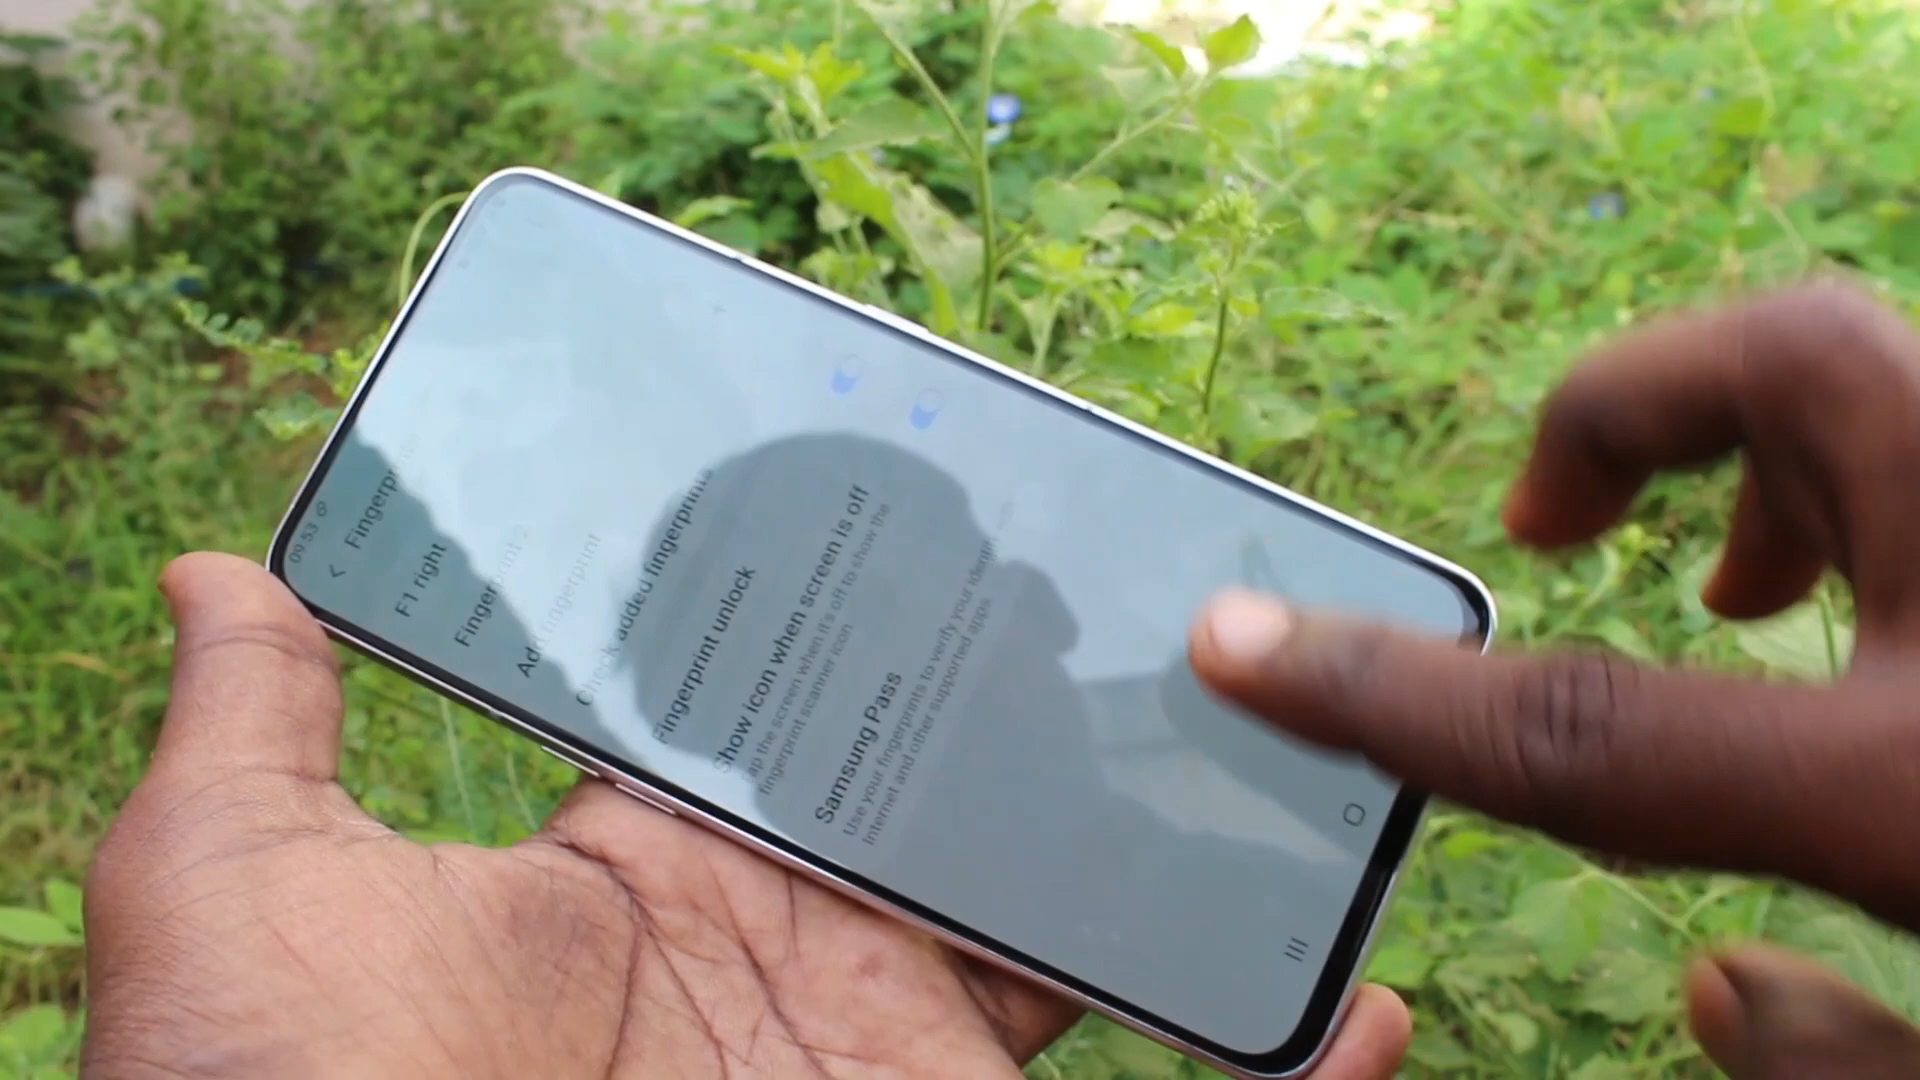 09:53
Fingerprints
F1 right
Fingerprint 2
Add fingerprint
Check added fingerprints
Fingerprint unlock
Show icon when screen is off
Tap the screen when it's off to show the
fingerprint scanner icon
Samsung Pass
Use your fingerprints to verify your identity in
Internet and other supported apps.